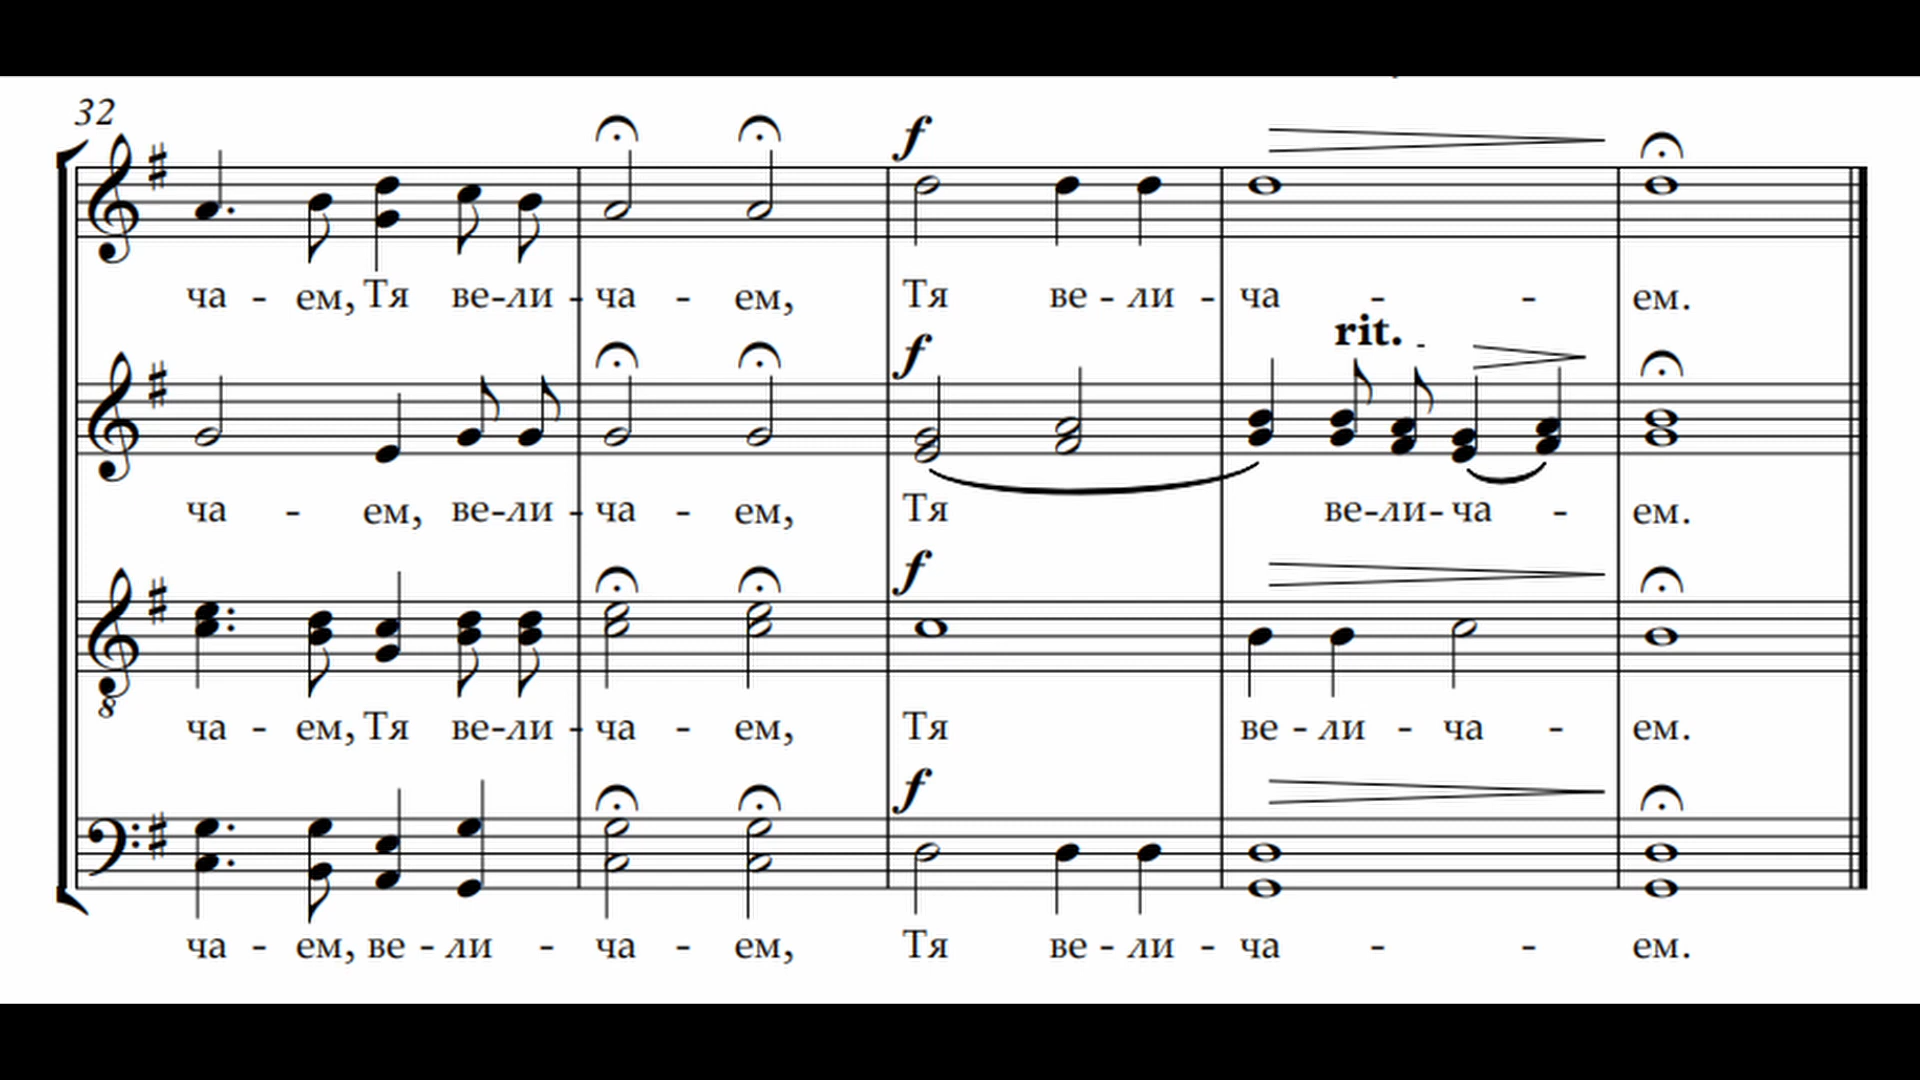 32
f
ча - ем, Тя ве-ли - ча - ем, Тя ве - ли - ча - - ем.
rit. -
f
ча - ем, ве-ли - ча - ем, Тя ве-ли-ча - ем.
f
8
ча - ем, Тя ве-ли - ча - ем, Тя ве - ли - ча - ем.
f
ча - ем, ве - ли - ча - ем, Тя ве - ли - ча - - ем.